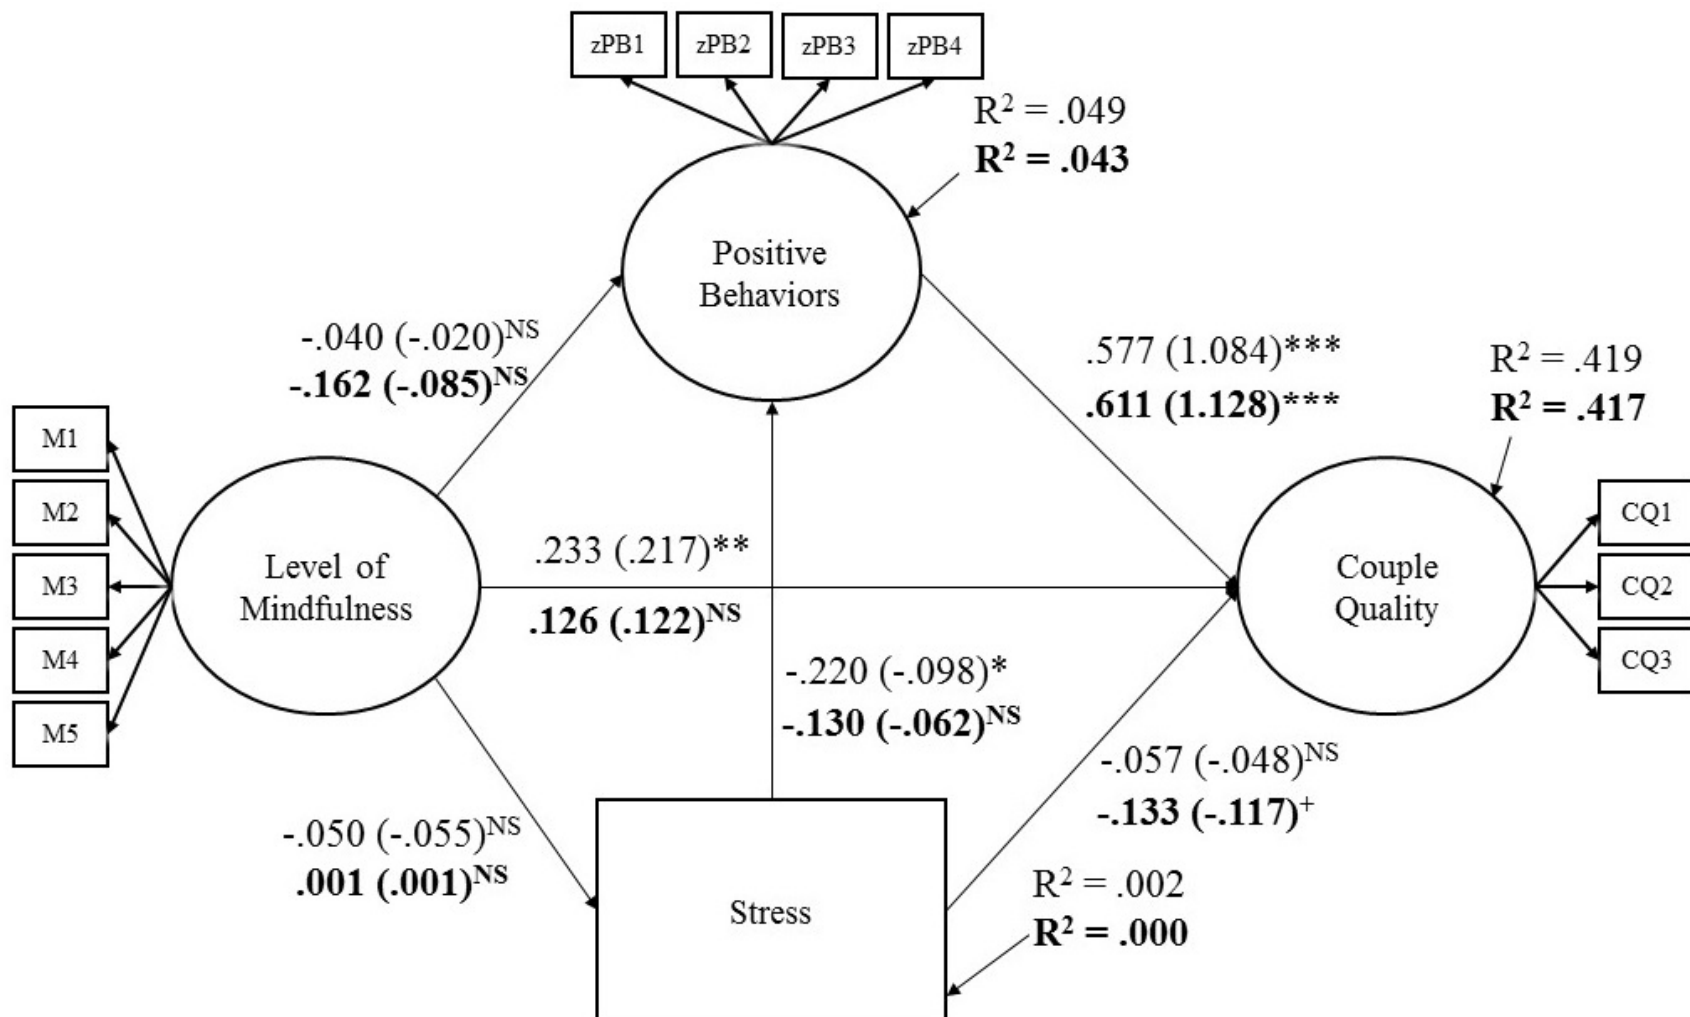 zPB1
zPB2
zPB3
zPB4
R² = .049
R² = .043
Positive
Behaviors
-.040 (-.020)ᴺˢ
-.162 (-.085)ᴺˢ
.577 (1.084)***
.611 (1.128)***
R² = .419
R² = .417
M1
M2
M3
M4
M5
Level of
Mindfulness
.233 (.217)**
.126 (.122)ᴺˢ
Couple
Quality
CQ1
CQ2
CQ3
-.220 (-.098)*
-.130 (-.062)ᴺˢ
-.057 (-.048)ᴺˢ
-.133 (-.117)⁺
-.050 (-.055)ᴺˢ
.001 (.001)ᴺˢ
Stress
R² = .002
R² = .000